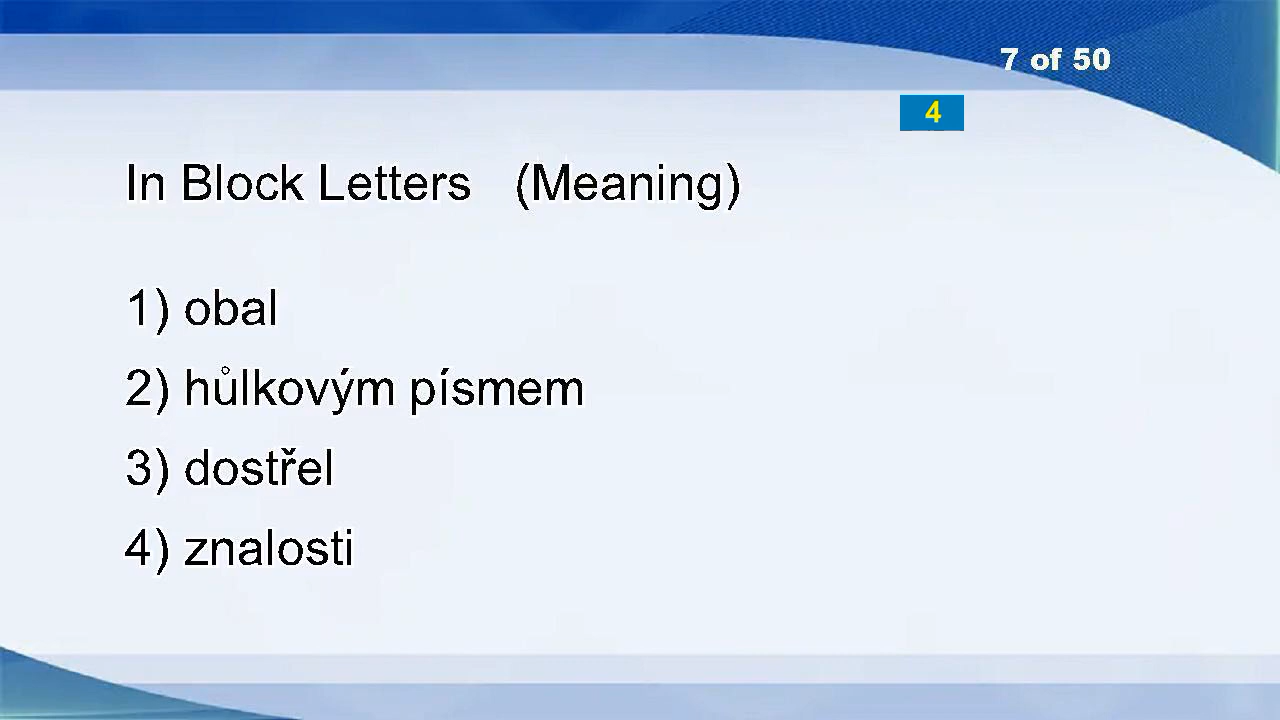 7 of 50
4
In Block Letters (Meaning)
1) obal
2) hůlkovým písmem
3) dostřel
4) znalosti